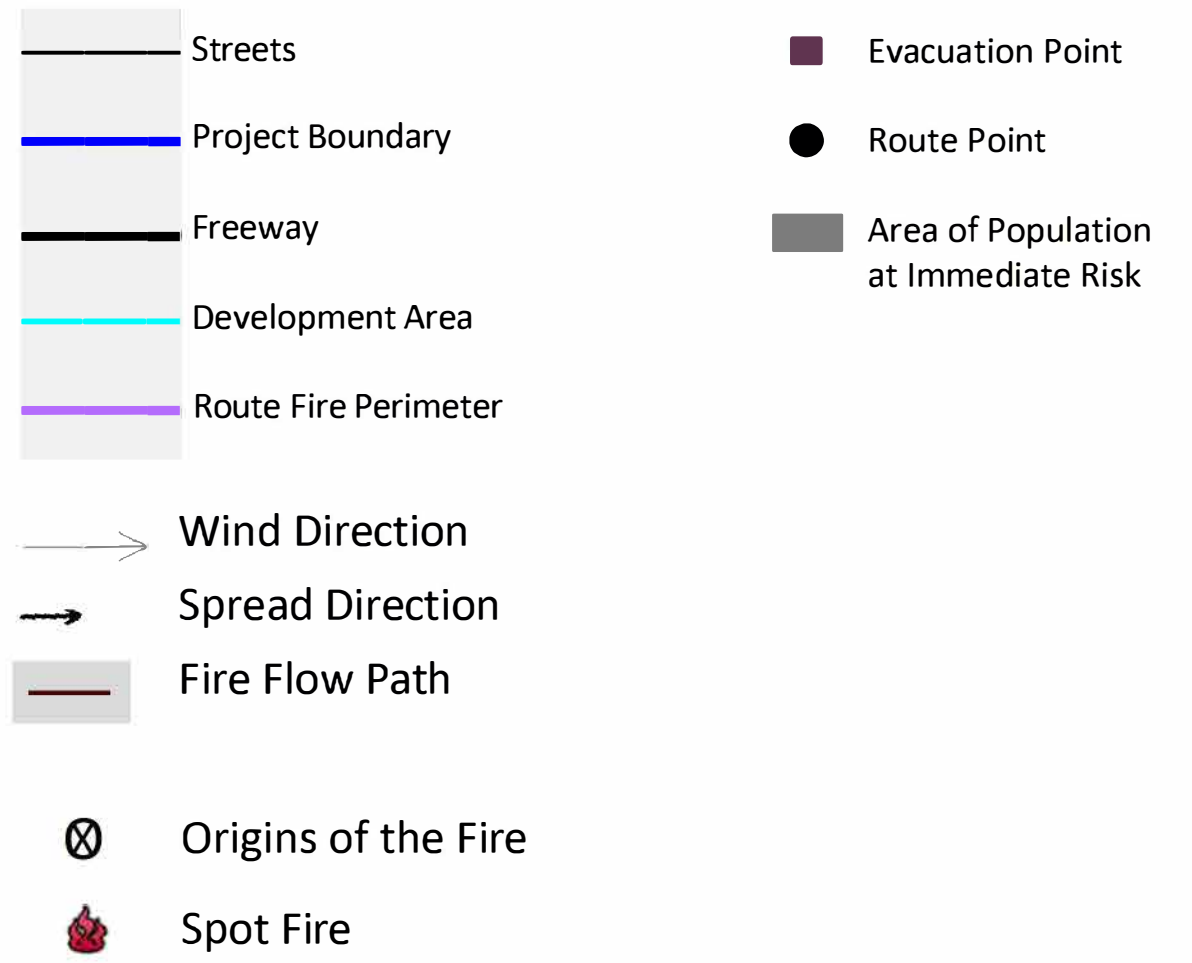 Streets
Project Boundary
Freeway
Development Area
Route Fire Perimeter
Wind Direction
Spread Direction
Fire Flow Path
Origins of the Fire
Spot Fire
Evacuation Point
Route Point
Area of Population
at Immediate Risk